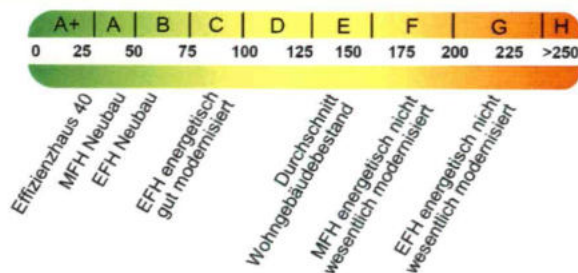 A+ A B C D E F G H
0 25 50 75 100 125 150 175 200 225 >250
Effizienzhaus 40
MFH Neubau
EFH Neubau
EFH energetisch
gut modernisiert
Durchschnitt
Wohngebäudebestand
MFH energetisch nicht
wesentlich modernisiert
EFH energetisch nicht
wesentlich modernisiert